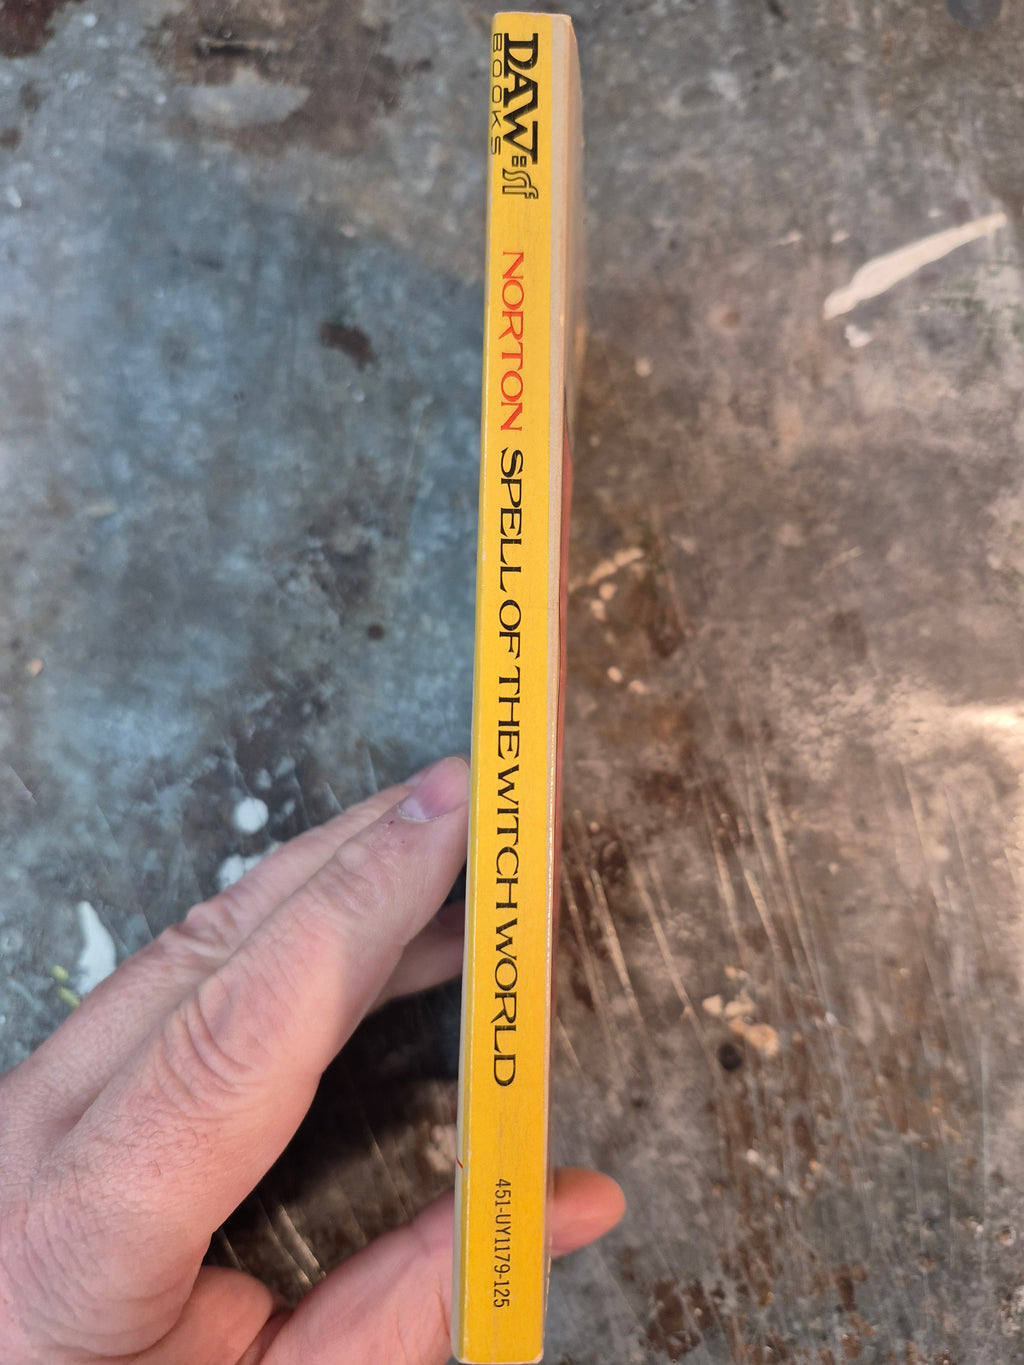 DAW:sf
BOOKS
NORTON SPELL OF THE WITCH WORLD
451-UY1179-125